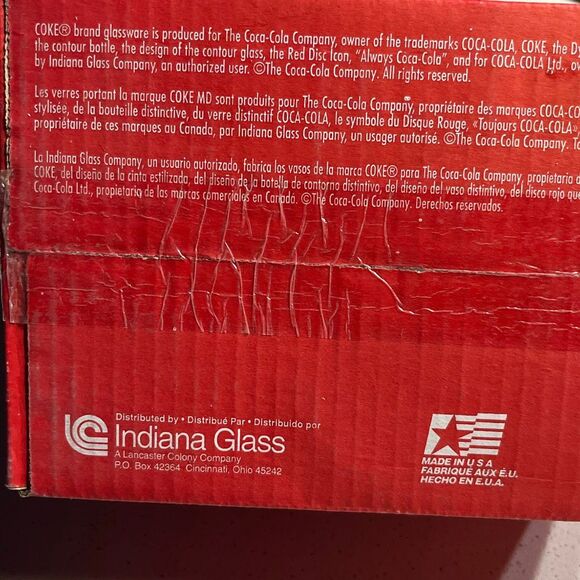 COKE® brand glassware is produced for The Coca-Cola Company, owner of the trademarks COCA-COLA, COKE, the
the contour bottle, the design of the contour glass, the Red Disc Icon, "Always Coca-Cola", and for COCA-COLA Ltd.,
by Indiana Glass Company, an authorized user. ©The Coca-Cola Company. All rights reserved.
Les verres portant la marque COKE MD sont produits pour The Coca-Cola Company, propriétaire des marques
stylisée, de la bouteille distinctive, du verre distinctif COCA-COLA, le symbole du Disque Rouge, «Toujours COCA-COLA»
propriétaire de ces marques au Canada, par Indiana Glass Company, un usager autorisé. ©The Coca-Cola Company.
La Indiana Glass Company, un usuario autorizado, fabrica los vasos de la marca COKE® para The Coca-Cola Company, propietaria
COKE, del diseño de la cinta estilizada, del diseño de la botella de contorno distintivo, del diseño del vaso distintivo, del disco rojo
Coca-Cola Ltd., propietaria de las marcas comerciales en Canada. ©The Coca-Cola Company. Derechos reservados.
Distributed by • Distribué Par • Distribuido por
Indiana Glass
A Lancaster Colony Company
P.O. Box 42364 Cincinnati, Ohio 45242
MADE IN U S A
FABRIQUÉ AUX É.U.
HECHO EN E.U.A.